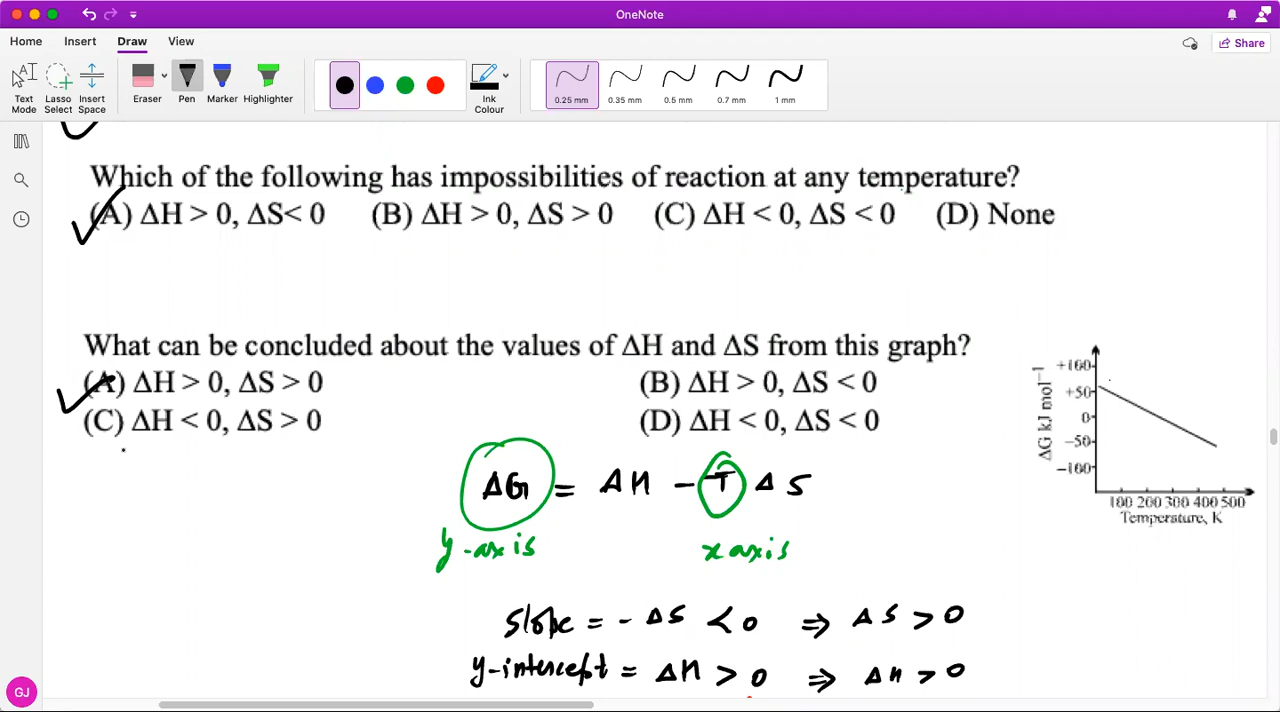 OneNote
Home Insert Draw View
Share
Text Mode
Lasso Select
Insert Space
Eraser
Pen
Marker
Highlighter
Ink Colour
0.25 mm
0.35 mm
0.5 mm
0.7 mm
1 mm
Which of the following has impossibilities of reaction at any temperature?
(A) ΔH > 0, ΔS< 0 (B) ΔH > 0, ΔS > 0 (C) ΔH < 0, ΔS < 0 (D) None
What can be concluded about the values of ΔH and ΔS from this graph?
(A) ΔH > 0, ΔS > 0 (B) ΔH > 0, ΔS < 0
(C) ΔH < 0, ΔS > 0 (D) ΔH < 0, ΔS < 0
ΔG kJ mol⁻¹
+100
+50
0
−50
−100
100 200 300 400 500
Temperature, K
ΔG = ΔH − T ΔS
y-axis x axis
slope = - ΔS < 0 ⇒ ΔS > 0
y-intercept = ΔH > 0 ⇒ ΔH > 0
GJ